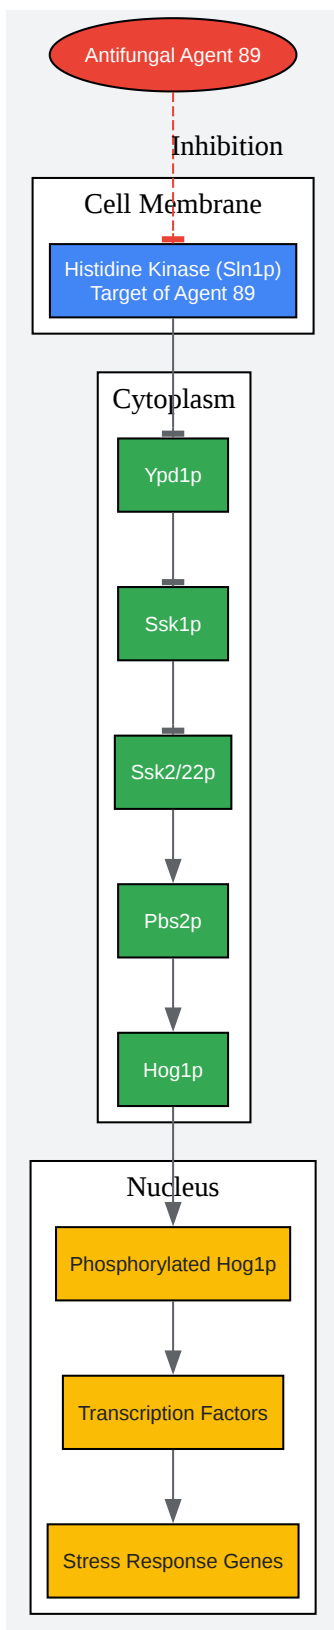 Antifungal Agent 89
Inhibition
Cell Membrane
Histidine Kinase (Sln1p)
Target of Agent 89
Cytoplasm
Ypd1p
Ssk1p
Ssk2/22p
Pbs2p
Hog1p
Nucleus
Phosphorylated Hog1p
Transcription Factors
Stress Response Genes